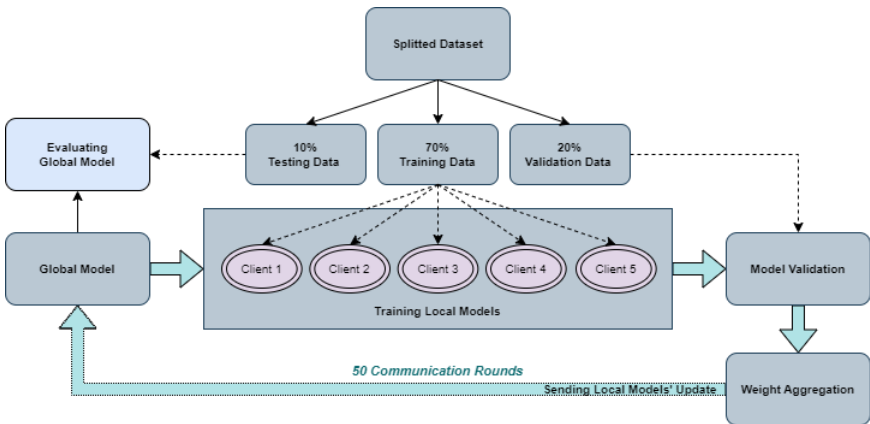 Splitted Dataset
Evaluating
Global Model
10%
Testing Data
70%
Training Data
20%
Validation Data
Global Model
Client 1
Client 2
Client 3
Client 4
Client 5
Training Local Models
Model Validation
50 Communication Rounds
Sending Local Models' Update
Weight Aggregation